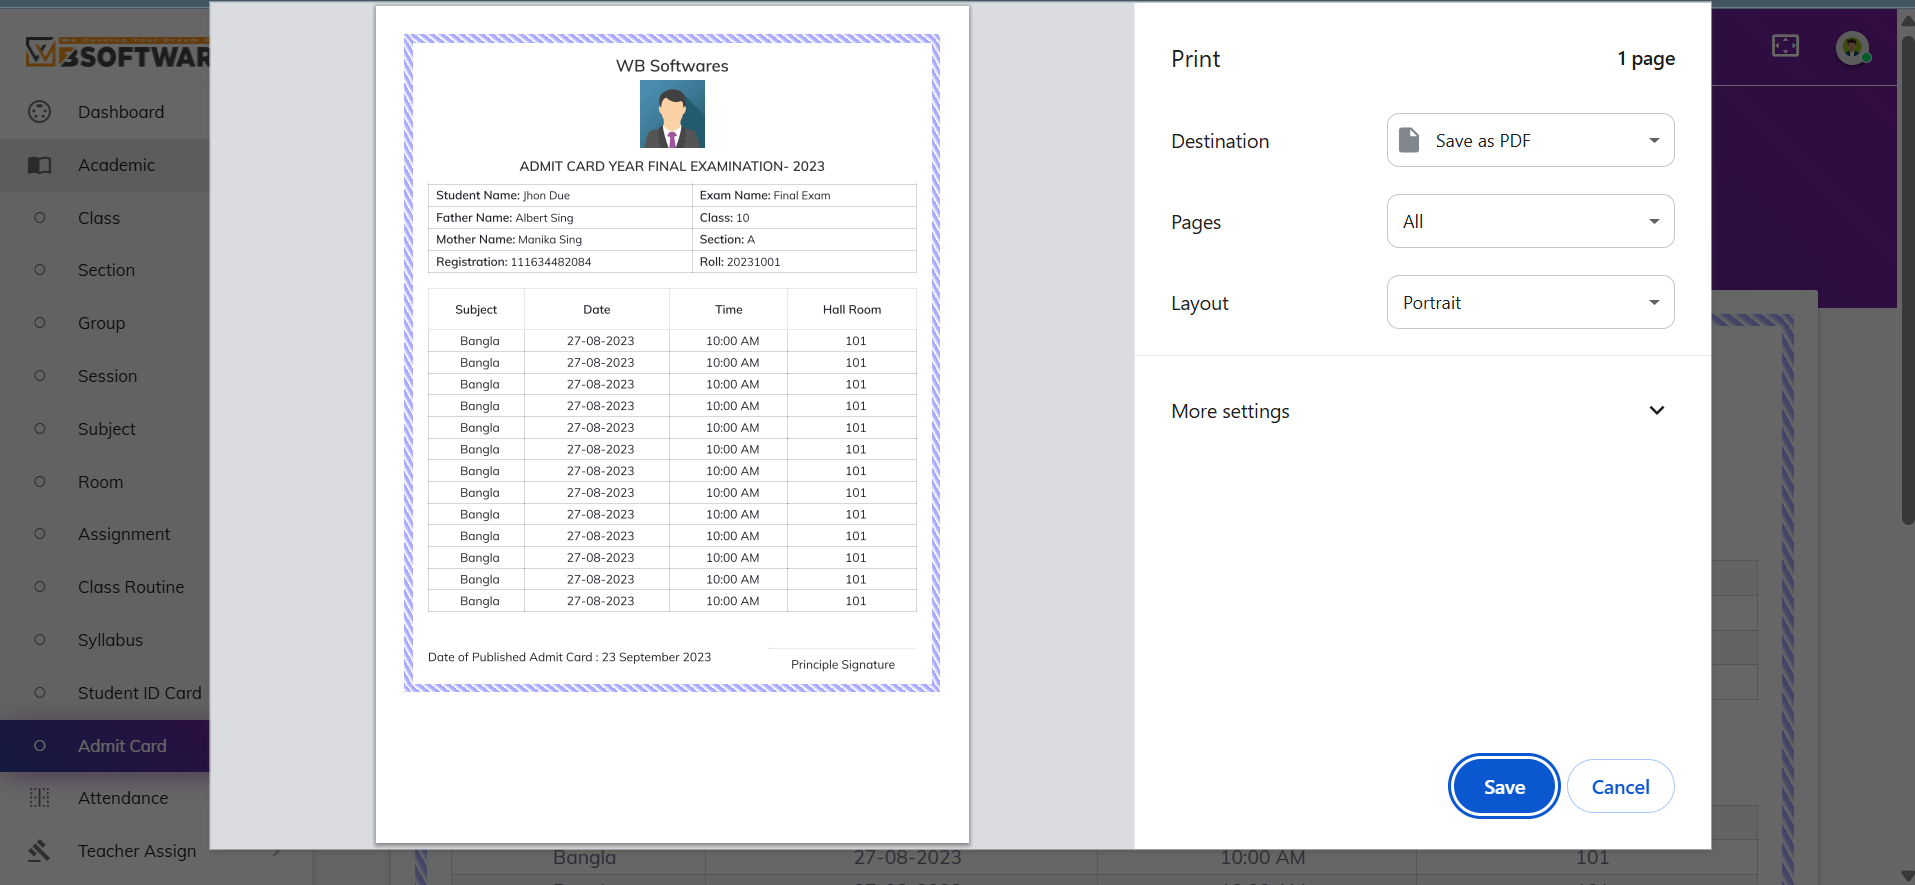 WBSOFTWAR
Dashboard
Academic
Class
Section
Group
Session
Subject
Room
Assignment
Class Routine
Syllabus
Student ID Card
Admit Card
Attendance
Teacher Assign
WB Softwares
ADMIT CARD YEAR FINAL EXAMINATION- 2023
Student Name: Jhon Due Exam Name: Final Exam
Father Name: Albert Sing Class: 10
Mother Name: Manika Sing Section: A
Registration: 111634482084 Roll: 20231001
Subject Date Time Hall Room
Bangla 27-08-2023 10:00 AM 101
Bangla 27-08-2023 10:00 AM 101
Bangla 27-08-2023 10:00 AM 101
Bangla 27-08-2023 10:00 AM 101
Bangla 27-08-2023 10:00 AM 101
Bangla 27-08-2023 10:00 AM 101
Bangla 27-08-2023 10:00 AM 101
Bangla 27-08-2023 10:00 AM 101
Bangla 27-08-2023 10:00 AM 101
Bangla 27-08-2023 10:00 AM 101
Bangla 27-08-2023 10:00 AM 101
Bangla 27-08-2023 10:00 AM 101
Bangla 27-08-2023 10:00 AM 101
Date of Published Admit Card : 23 September 2023
Principle Signature
Print 1 page
Destination Save as PDF
Pages All
Layout Portrait
More settings
Save Cancel
Bangla 27-08-2023 10:00 AM 101